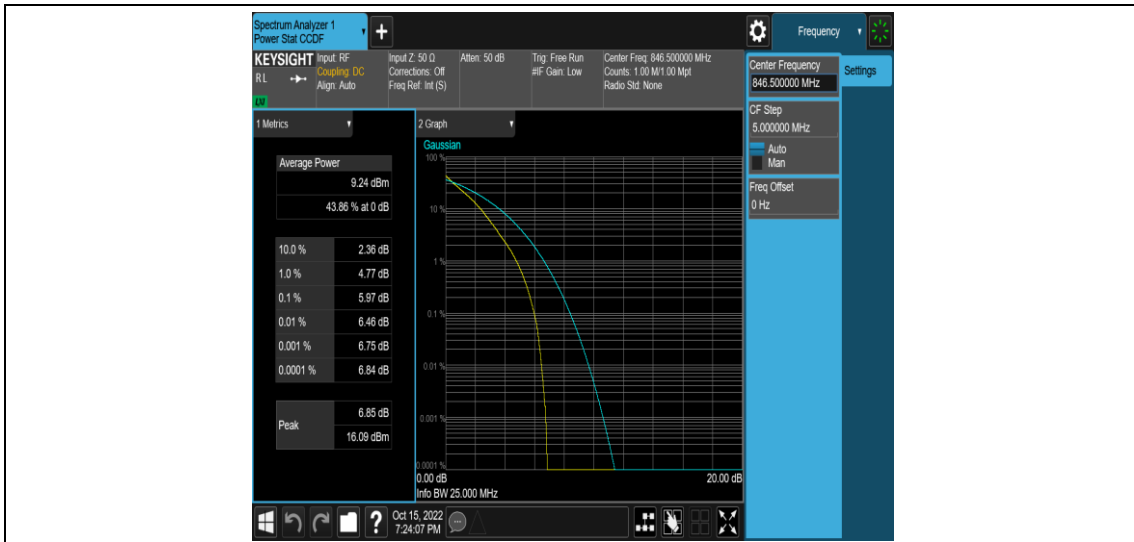 Spectrum Analyzer 1
Power Stat CCDF
Frequency
KEYSIGHT
RL
LXI
Input: RF
Coupling: DC
Align: Auto
Input Z: 50 Ω
Corrections: Off
Freq Ref: Int (S)
Atten: 50 dB
Trig: Free Run
#IF Gain: Low
Center Freq: 846.500000 MHz
Counts: 1.00 M/1.00 Mpt
Radio Std: None
Center Frequency
846.500000 MHz
Settings
CF Step
5.000000 MHz
Auto
Man
Freq Offset
0 Hz
1 Metrics
Average Power
9.24 dBm
43.86 % at 0 dB
10.0 % 2.36 dB
1.0 % 4.77 dB
0.1 % 5.97 dB
0.01 % 6.46 dB
0.001 % 6.75 dB
0.0001 % 6.84 dB
Peak 6.85 dB
16.09 dBm
2 Graph
Gaussian
100 %
10 %
1 %
0.1 %
0.01 %
0.001 %
0.0001 %
0.00 dB 20.00 dB
Info BW 25.000 MHz
?
Oct 15, 2022
7:24:07 PM